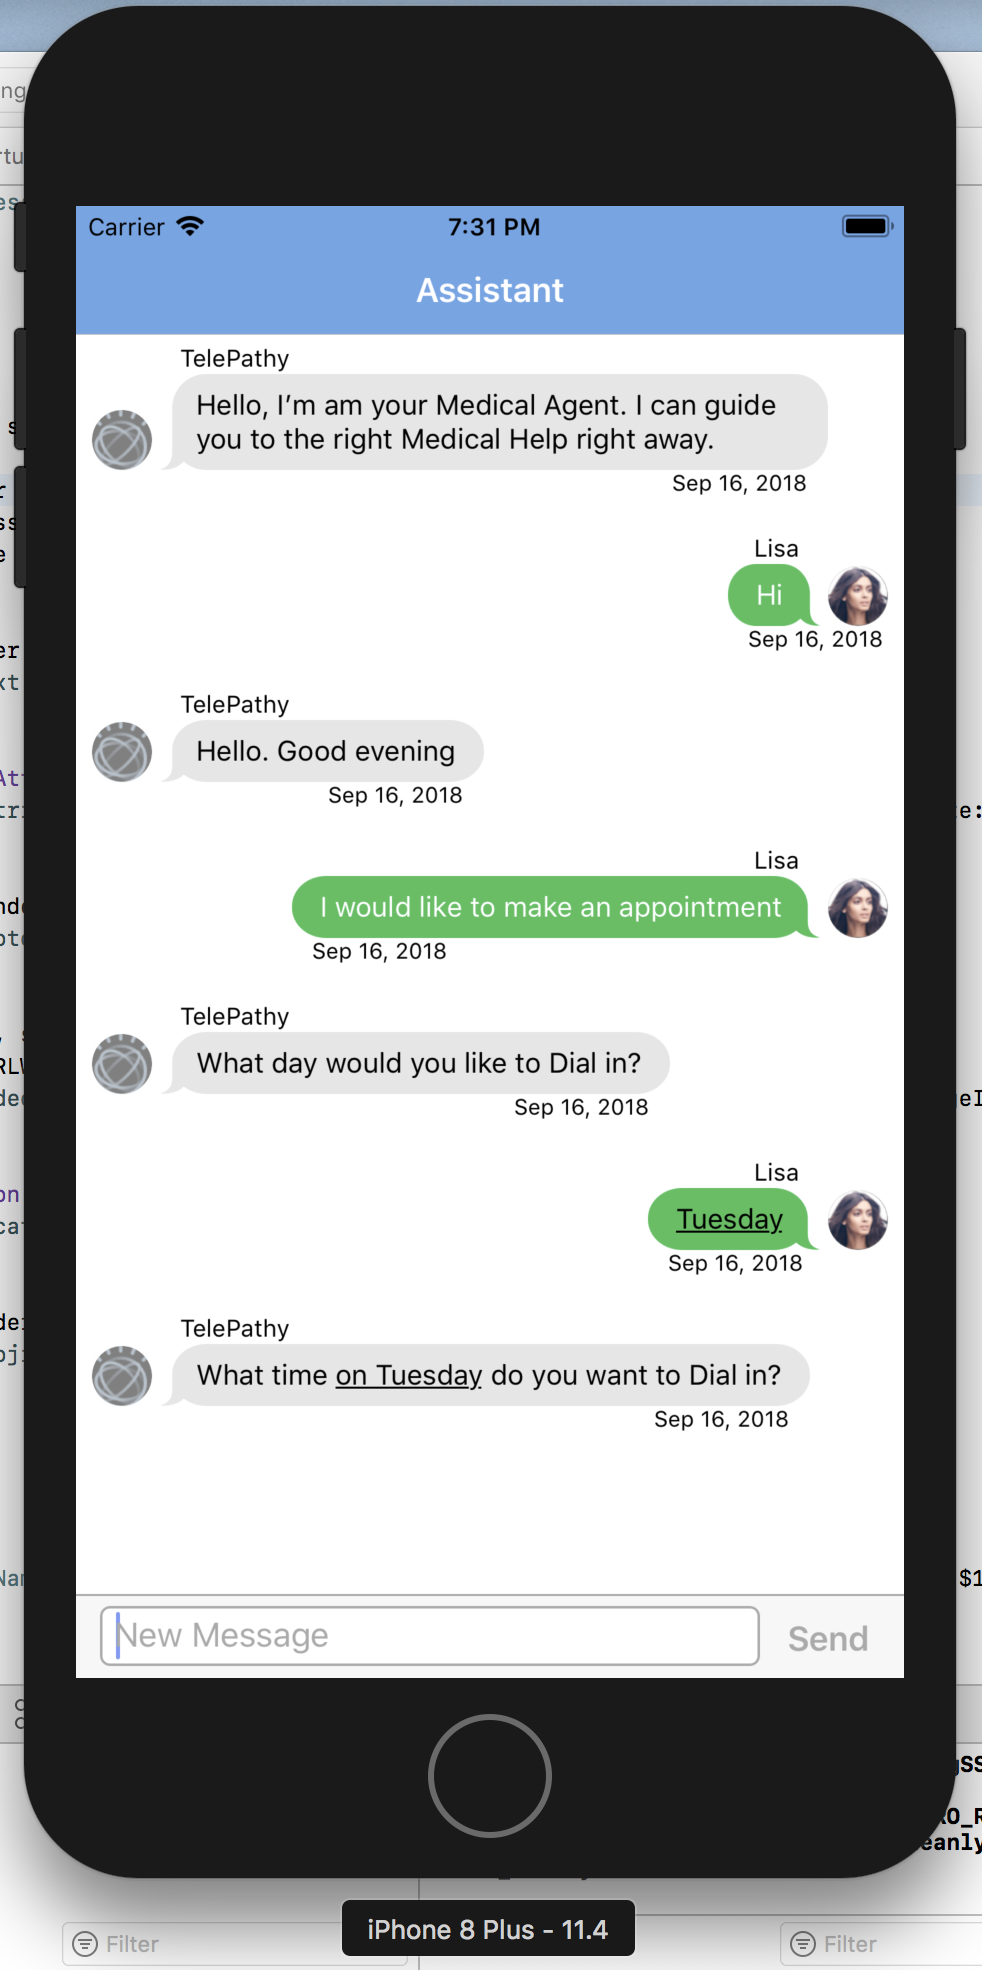 Carrier
7:31 PM
Assistant
TelePathy
Hello, I'm am your Medical Agent. I can guide
you to the right Medical Help right away.
Sep 16, 2018
Lisa
Hi
Sep 16, 2018
TelePathy
Hello. Good evening
Sep 16, 2018
Lisa
I would like to make an appointment
Sep 16, 2018
TelePathy
What day would you like to Dial in?
Sep 16, 2018
Lisa
Tuesday
Sep 16, 2018
TelePathy
What time on Tuesday do you want to Dial in?
Sep 16, 2018
New Message
Send
iPhone 8 Plus - 11.4
Filter
Filter